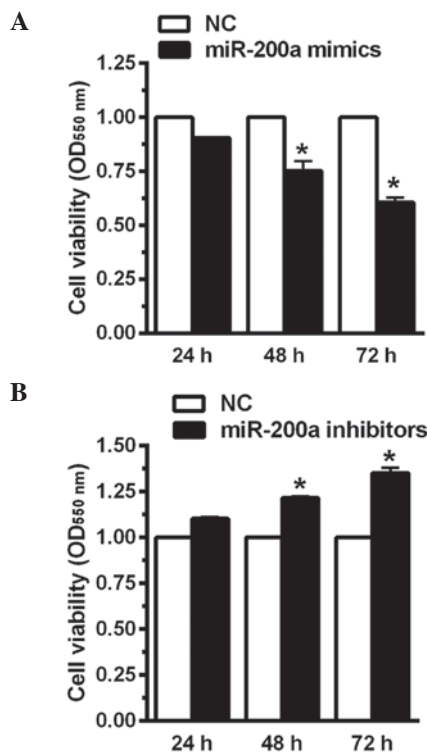 A
NC
miR-200a mimics
Cell viability (OD550 nm)
1.25
1.00
0.75
0.50
0.25
0.00
*
*
24 h 48 h 72 h
B
NC
miR-200a inhibitors
Cell viability (OD550 nm)
1.50
1.25
1.00
0.75
0.50
0.25
0.00
*
*
24 h 48 h 72 h